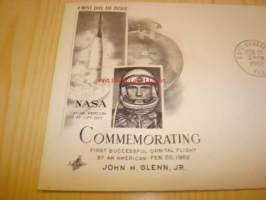 FIRST DAY OF ISSUE
NASA
COMMEMORATING
FIRST SUCCESSFUL ORBITAL FLIGHT
BY AN AMERICAN FEB. 20, 1962
JOHN H. GLENN, JR.
1962